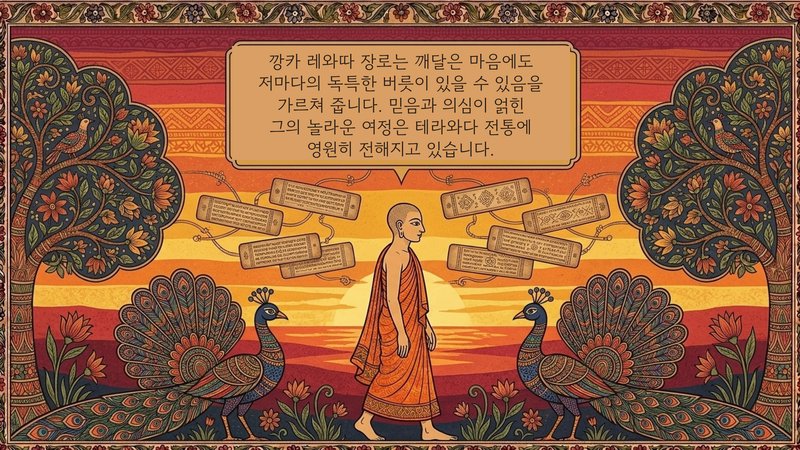 깡카 레와따 장로는 깨달은 마음에도
저마다의 독특한 버릇이 있을 수 있음을
가르쳐 줍니다. 믿음과 의심이 얽힌
그의 놀라운 여정은 테라와다 전통에
영원히 전해지고 있습니다.